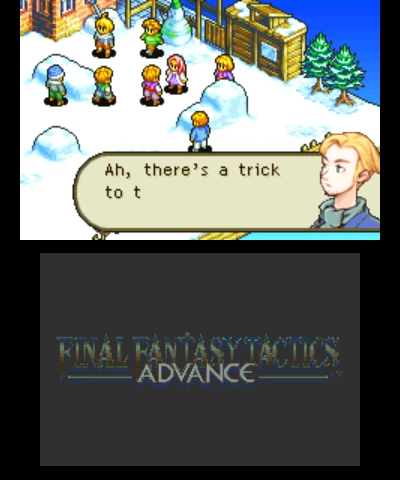 Ah, there's a trick
to t
FINAL FANTASY TACTICS
ADVANCE